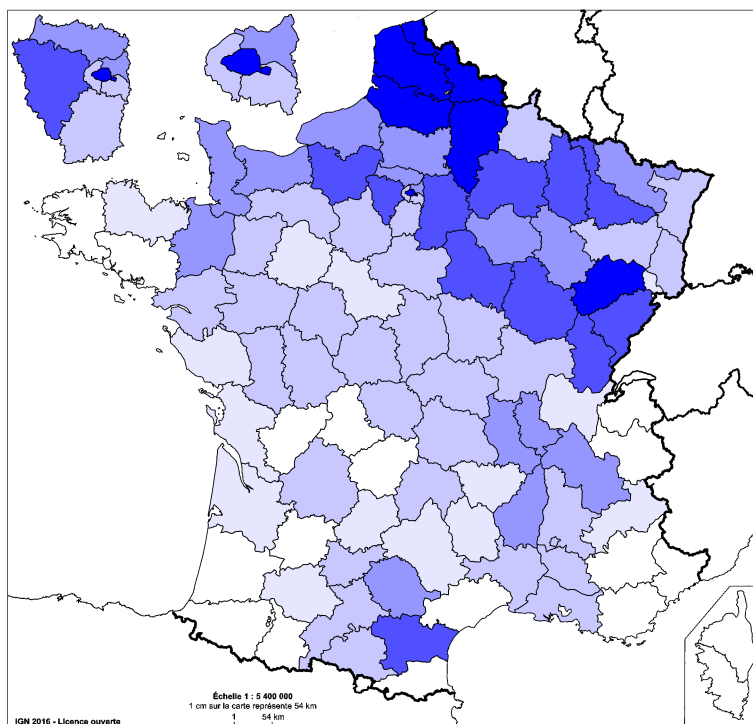 Échelle 1 : 5 400 000
1 cm sur la carte représente 54 km
1 54 km
IGN 2016 - Licence ouverte